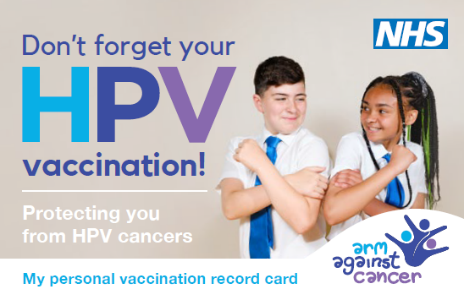 Don't forget your
NHS
HPV
vaccination!
Protecting you
from HPV cancers
arm
against
cancer
My personal vaccination record card